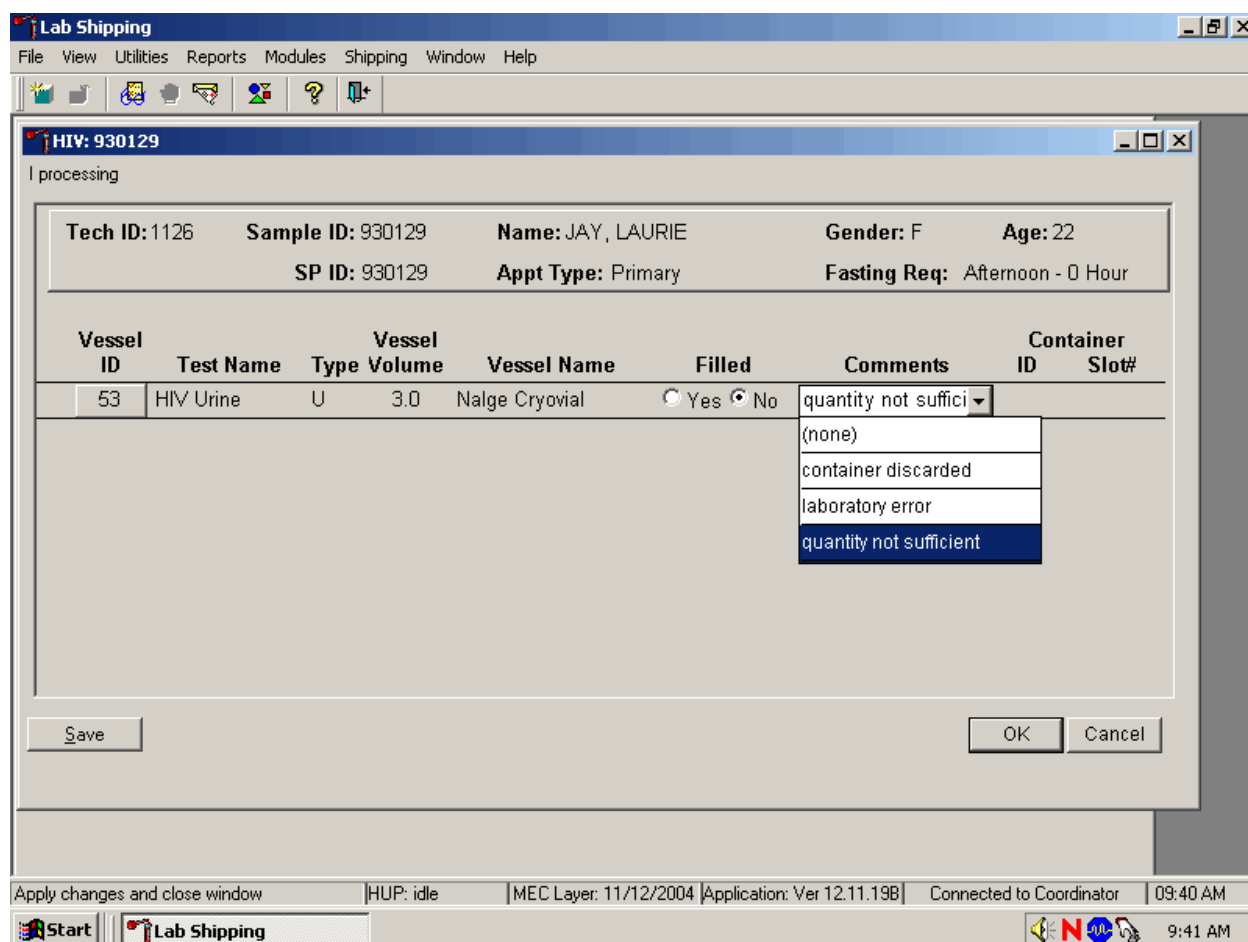 Lab Shipping
File View Utilities Reports Modules Shipping Window Help
HIV: 930129
I processing
Tech ID: 1126 Sample ID: 930129 Name: JAY, LAURIE Gender: F Age: 22
SP ID: 930129 Appt Type: Primary Fasting Req: Afternoon - 0 Hour
Vessel Vessel Container
ID Test Name Type Volume Vessel Name Filled Comments ID Slot#
53 HIV Urine U 3.0 Nalge Cryovial Yes No quantity not suffici
(none)
container discarded
laboratory error
quantity not sufficient
Save OK Cancel
Apply changes and close window HUP: idle MEC Layer: 11/12/2004 Application: Ver 12.11.19B Connected to Coordinator 09:40 AM
Start Lab Shipping N 9:41 AM